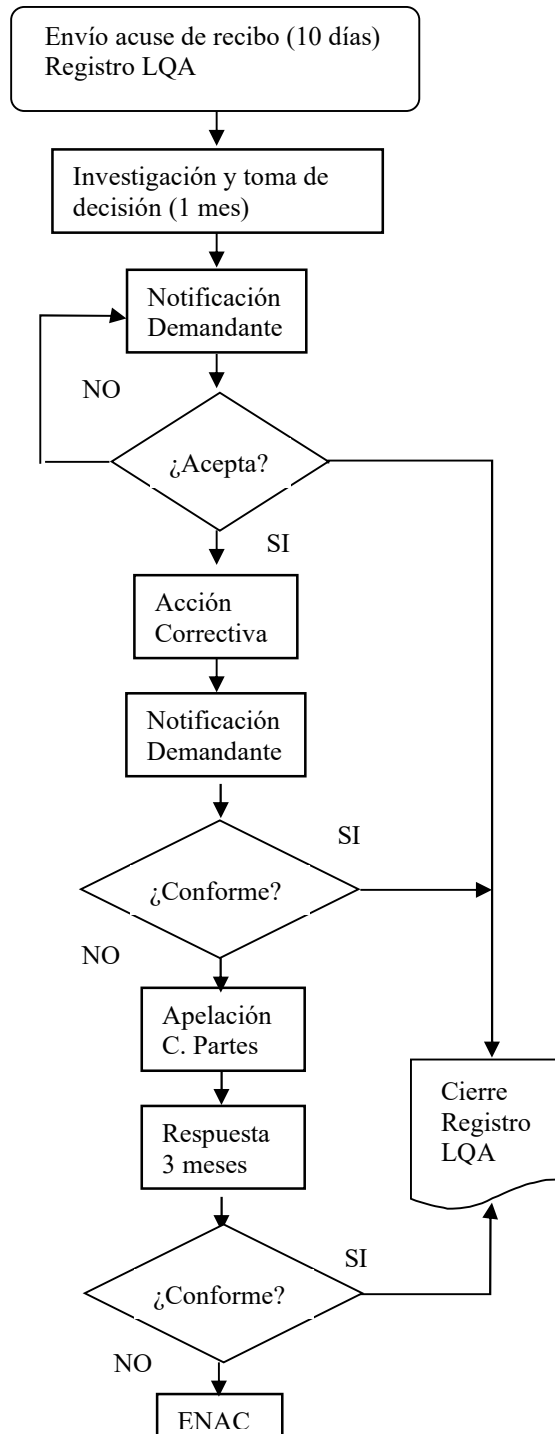 Envío acuse de recibo (10 días)
Registro LQA
Investigación y toma de
decisión (1 mes)
Notificación
Demandante
NO
¿Acepta?
SI
Acción
Correctiva
Notificación
Demandante
SI
¿Conforme?
NO
Apelación
C. Partes
Cierre
Registro
LQA
Respuesta
3 meses
SI
¿Conforme?
NO
ENAC